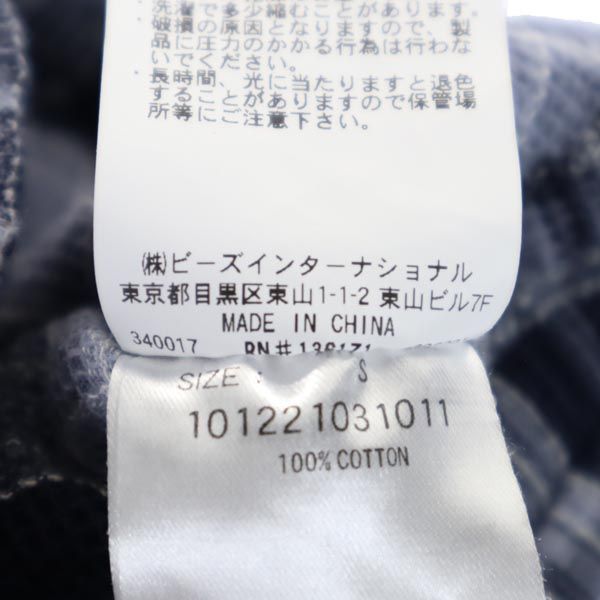 洗濯で多少縮むことがあります。
破損の原因となりますので、製
品に圧力のかかる行為は行わな
いでください。
・長時間、光に当たりますと退色
することがありますので保管場
所等にご注意下さい。
(株)ビーズインターナショナル
東京都目黒区東山1-1-2 東山ビル7F
MADE IN CHINA
340017 RN#136171
SIZE : S
101221031011
100% COTTON